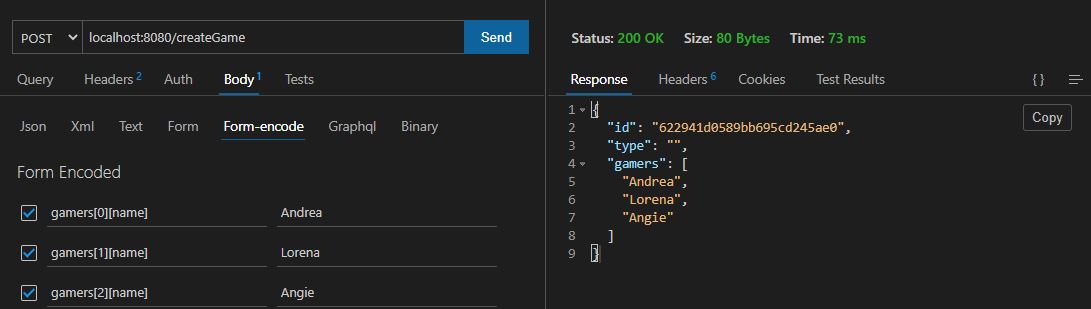 POST localhost:8080/createGame Send
Query Headers 2 Auth Body 1 Tests
Json Xml Text Form Form-encode Graphql Binary
Form Encoded
gamers[0][name] Andrea
gamers[1][name] Lorena
gamers[2][name] Angie
Status: 200 OK Size: 80 Bytes Time: 73 ms
Response Headers 6 Cookies Test Results { }
Copy
1 {
2 "id": "622941d0589bb695cd245ae0",
3 "type": "",
4 "gamers": [
5 "Andrea",
6 "Lorena",
7 "Angie"
8 ]
9 }